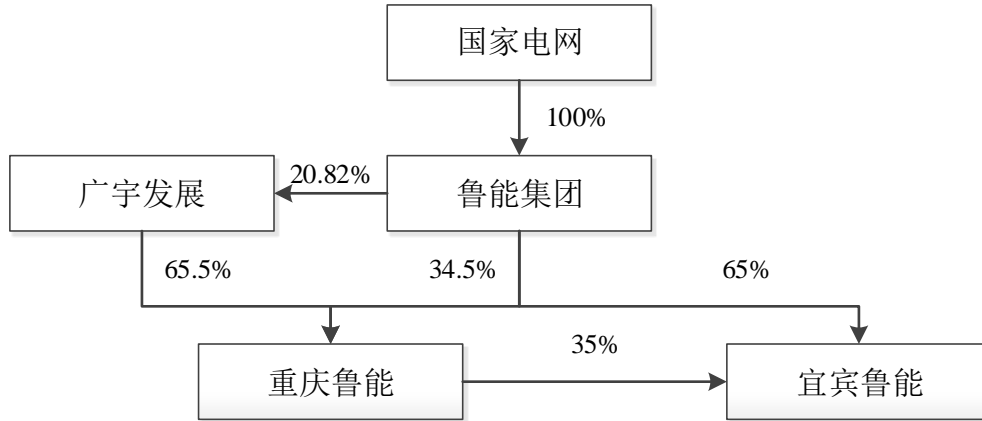 国家电网
100%
广宇发展
20.82%
鲁能集团
65.5%
34.5%
65%
重庆鲁能
35%
宜宾鲁能